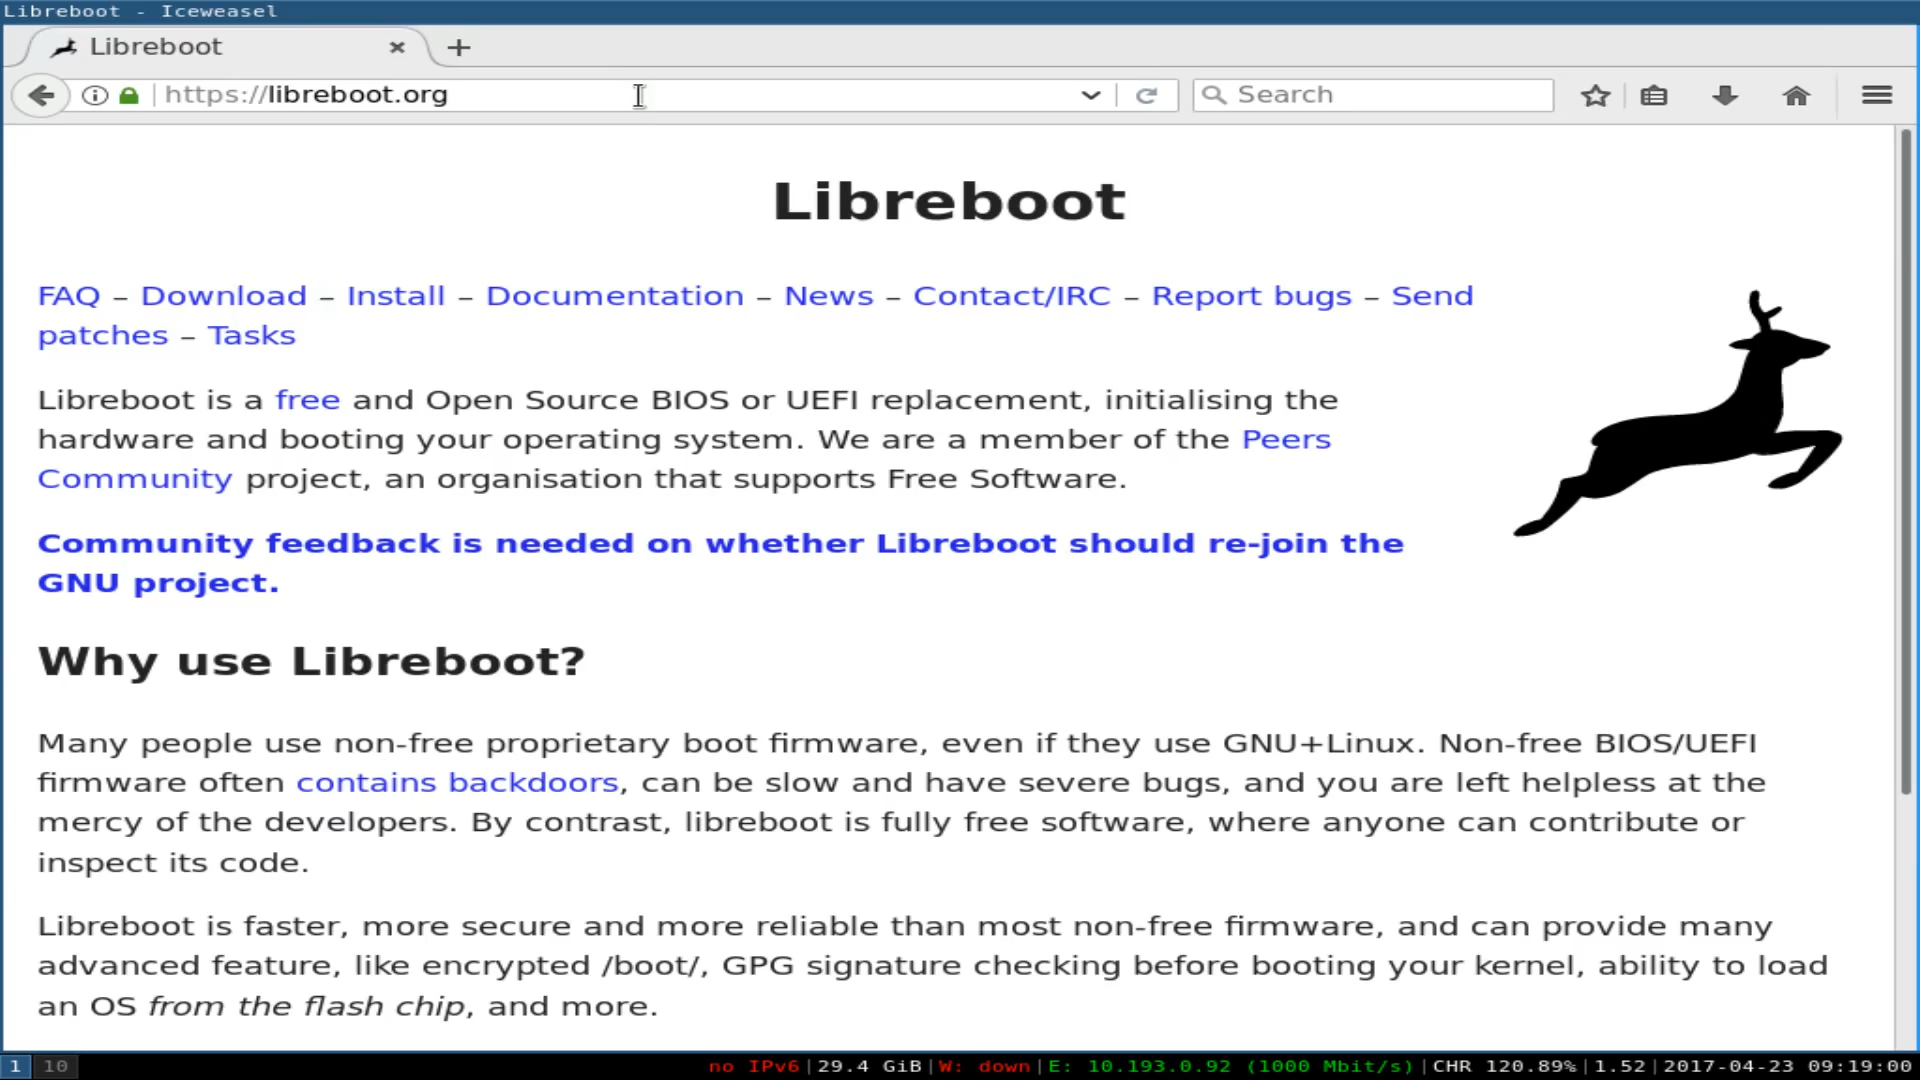 Libreboot - Iceweasel
Libreboot
https://libreboot.org
Search
Libreboot
FAQ – Download – Install – Documentation – News – Contact/IRC – Report bugs – Send
patches – Tasks
Libreboot is a free and Open Source BIOS or UEFI replacement, initialising the
hardware and booting your operating system. We are a member of the Peers
Community project, an organisation that supports Free Software.
Community feedback is needed on whether Libreboot should re-join the
GNU project.
Why use Libreboot?
Many people use non-free proprietary boot firmware, even if they use GNU+Linux. Non-free BIOS/UEFI
firmware often contains backdoors, can be slow and have severe bugs, and you are left helpless at the
mercy of the developers. By contrast, libreboot is fully free software, where anyone can contribute or
inspect its code.
Libreboot is faster, more secure and more reliable than most non-free firmware, and can provide many
advanced feature, like encrypted /boot/, GPG signature checking before booting your kernel, ability to load
an OS from the flash chip, and more.
1 10 no IPv6|29.4 GiB|W: down|E: 10.193.0.92 (1000 Mbit/s)|CHR 120.89%|1.52|2017-04-23 09:19:00